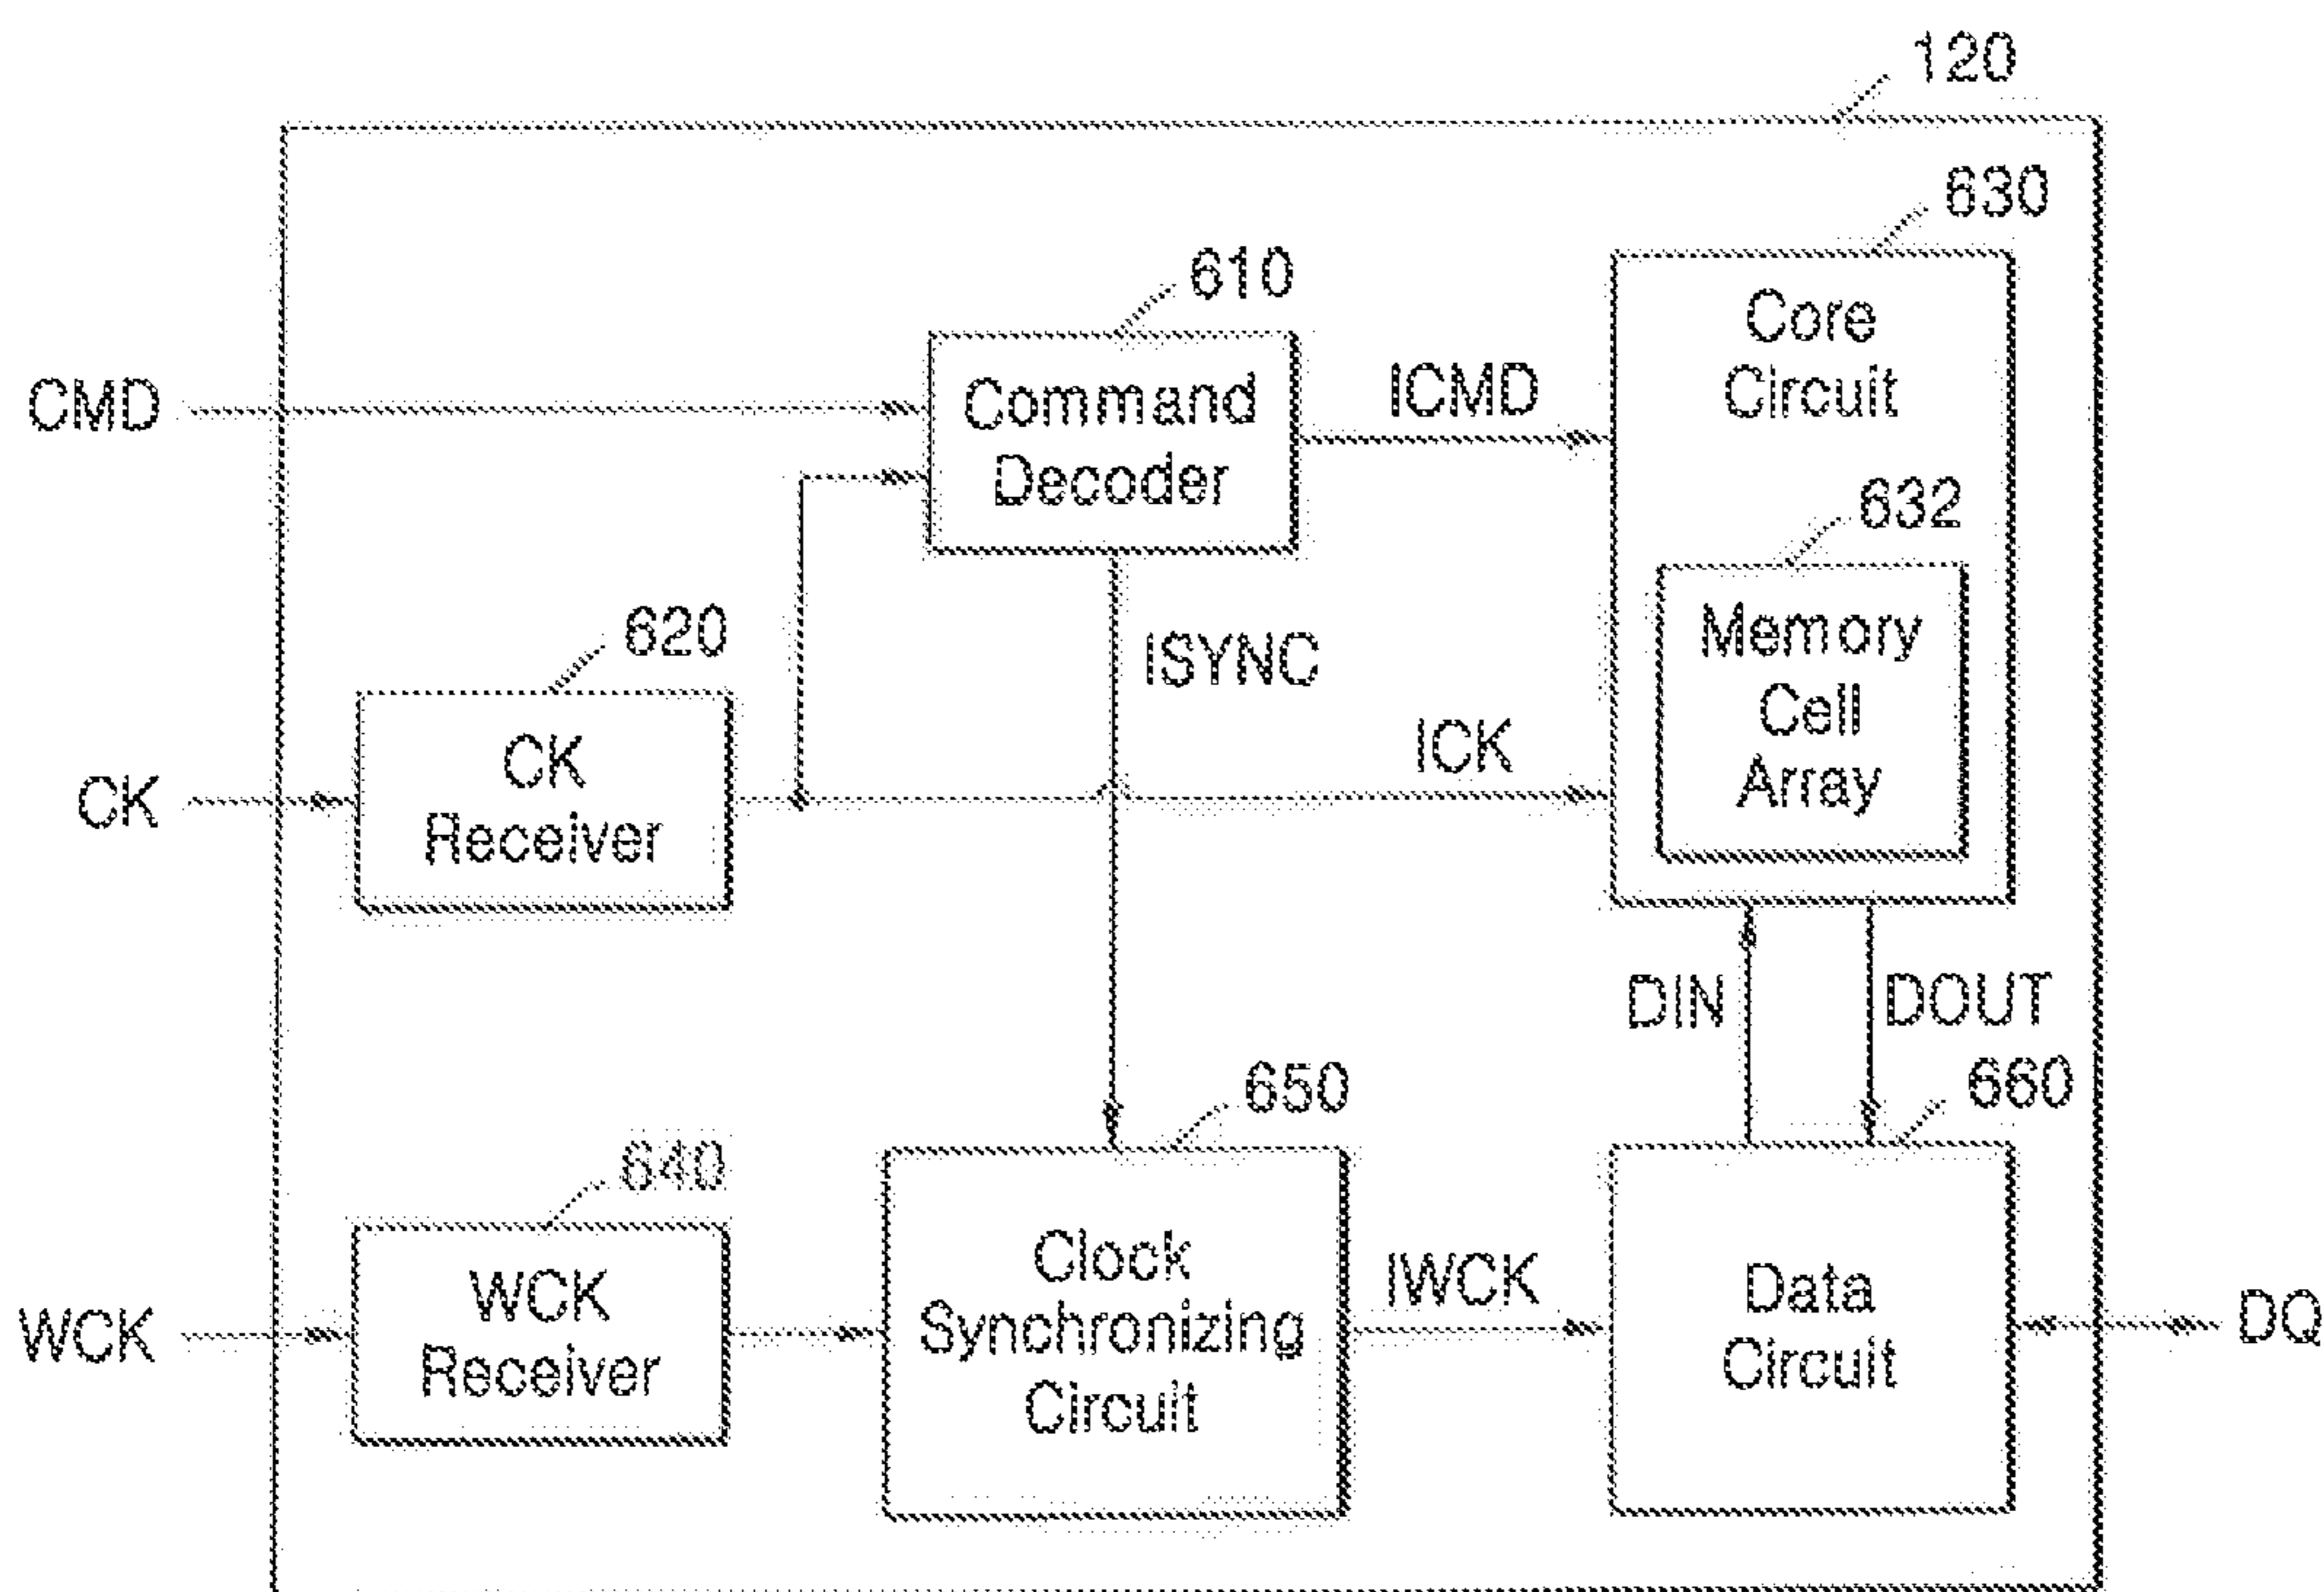 120
630
610
Core
Circuit
CMD
Command
Decoder
ICMD
632
Memory
Cell
Array
620
ISYNC
CK
CK
Receiver
ICK
DIN
DOUT
650
660
640
WCK
WCK
Receiver
Clock
Synchronizing
Circuit
IWCK
Data
Circuit
DQ